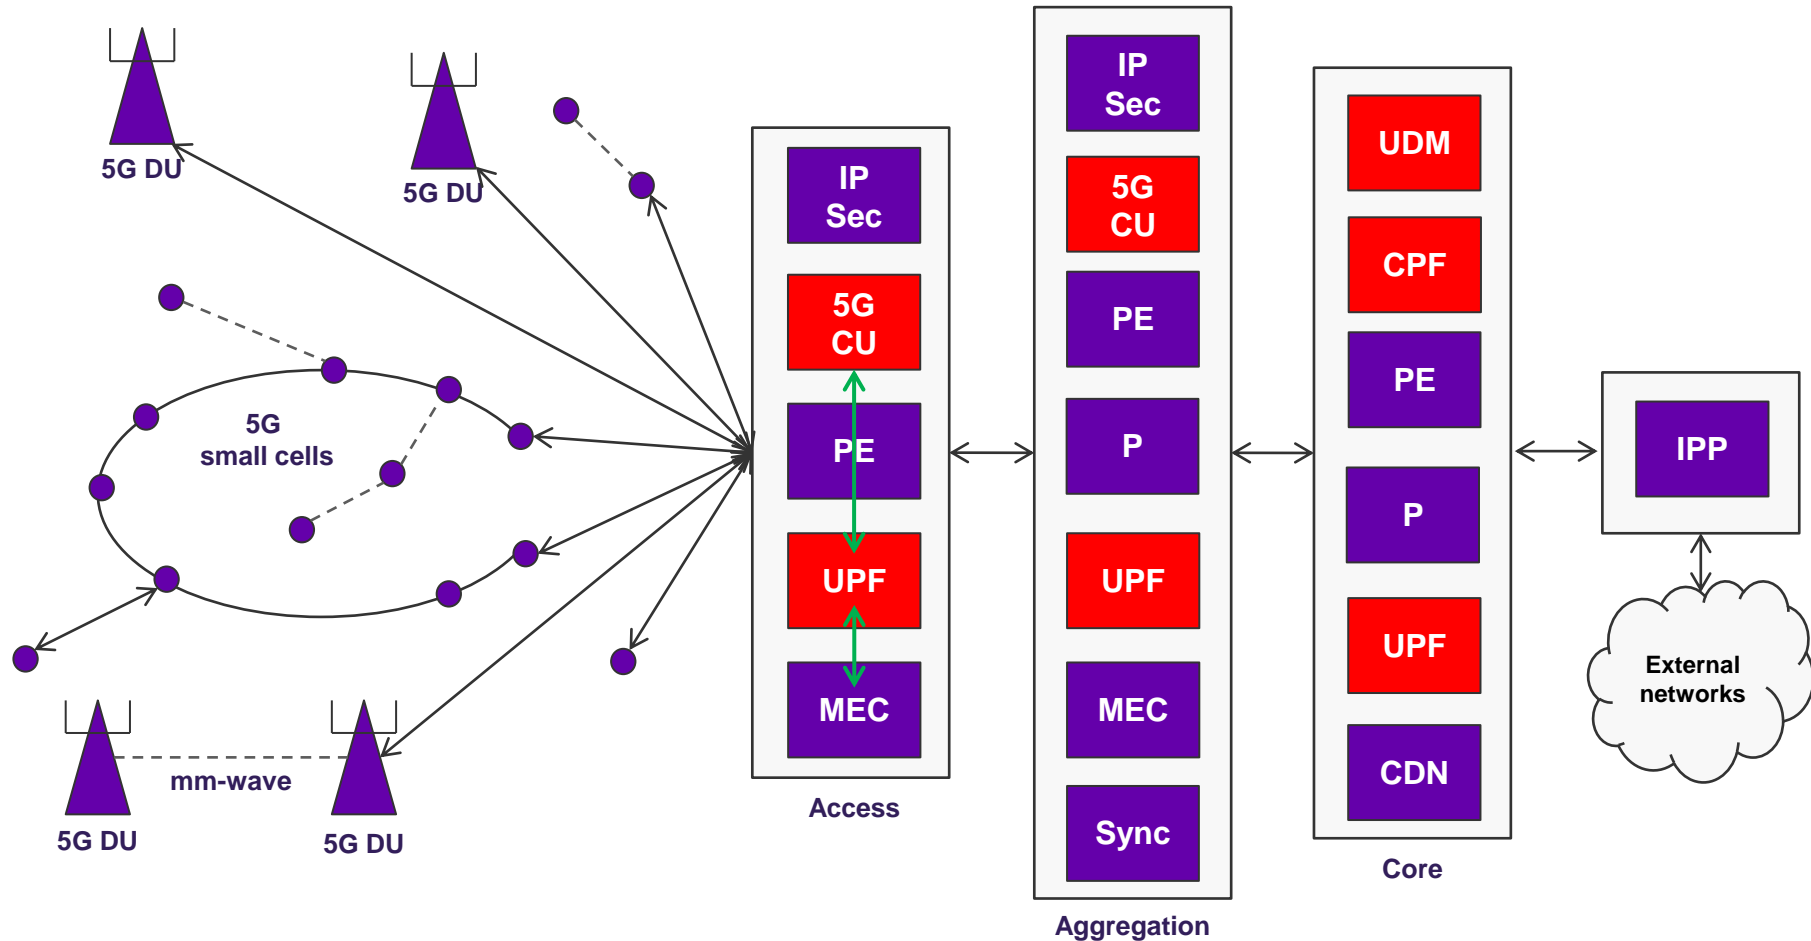 5G DU
5G DU
5G
small cells
5G DU
mm-wave
5G DU
IP
Sec
5G
CU
PE
UPF
MEC
Access
IP
Sec
5G
CU
PE
P
UPF
MEC
Sync
Aggregation
UDM
CPF
PE
P
UPF
CDN
Core
IPP
External
networks